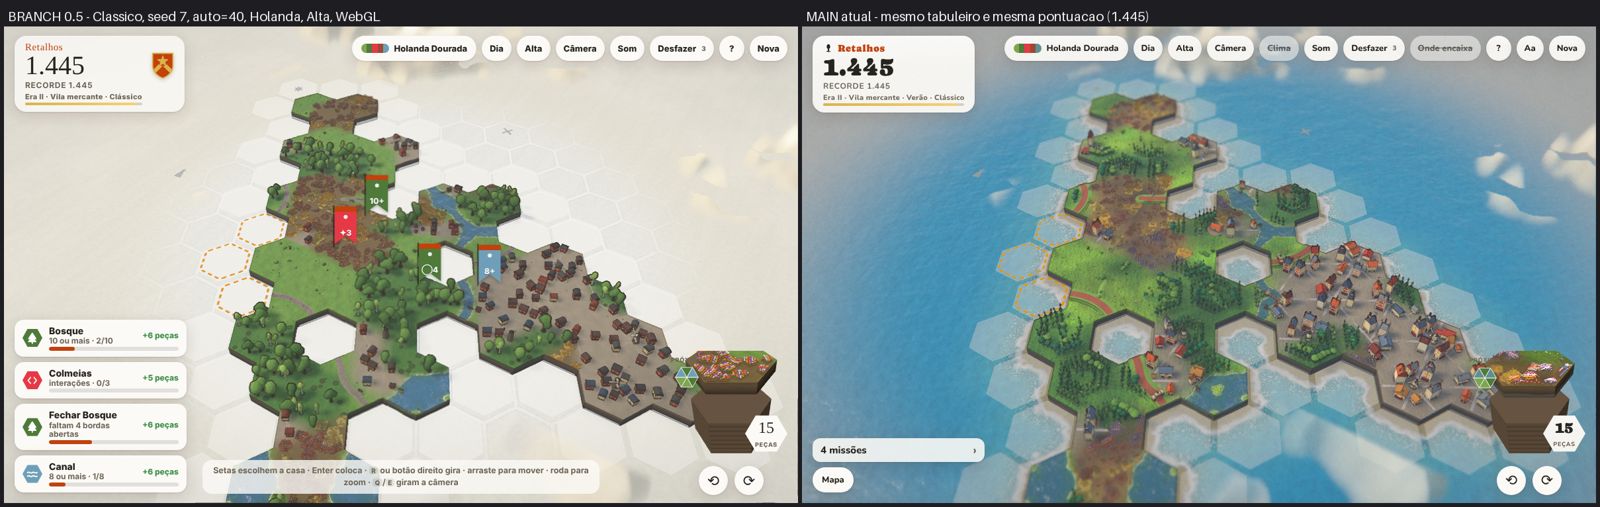 BRANCH 0.5 - Classico, seed 7, auto=40, Holanda, Alta, WebGL
Retalhos
1.445
RECORDE 1.445
Era II · Vila mercante · Clássico
Holanda Dourada
Dia
Alta
Câmera
Som
Desfazer 3
?
Nova
10+
+3
4
8+
Bosque
10 ou mais · 2/10
+6 peças
Colmeias
interações · 0/3
+5 peças
Fechar Bosque
faltam 4 bordas
abertas
+6 peças
Canal
8 ou mais · 1/8
+6 peças
Setas escolhem a casa · Enter coloca · R ou botão direito gira · arraste para mover · roda para
zoom · Q / E giram a câmera
15
PEÇAS
MAIN atual - mesmo tabuleiro e mesma pontuacao (1.445)
Retalhos
1.445
RECORDE 1.445
Era II · Vila mercante · Verão · Clássico
Holanda Dourada
Dia
Alta
Câmera
Clima
Som
Desfazer 3
Onde encaixa
?
Aa
Nova
4 missões
Mapa
15
PEÇAS